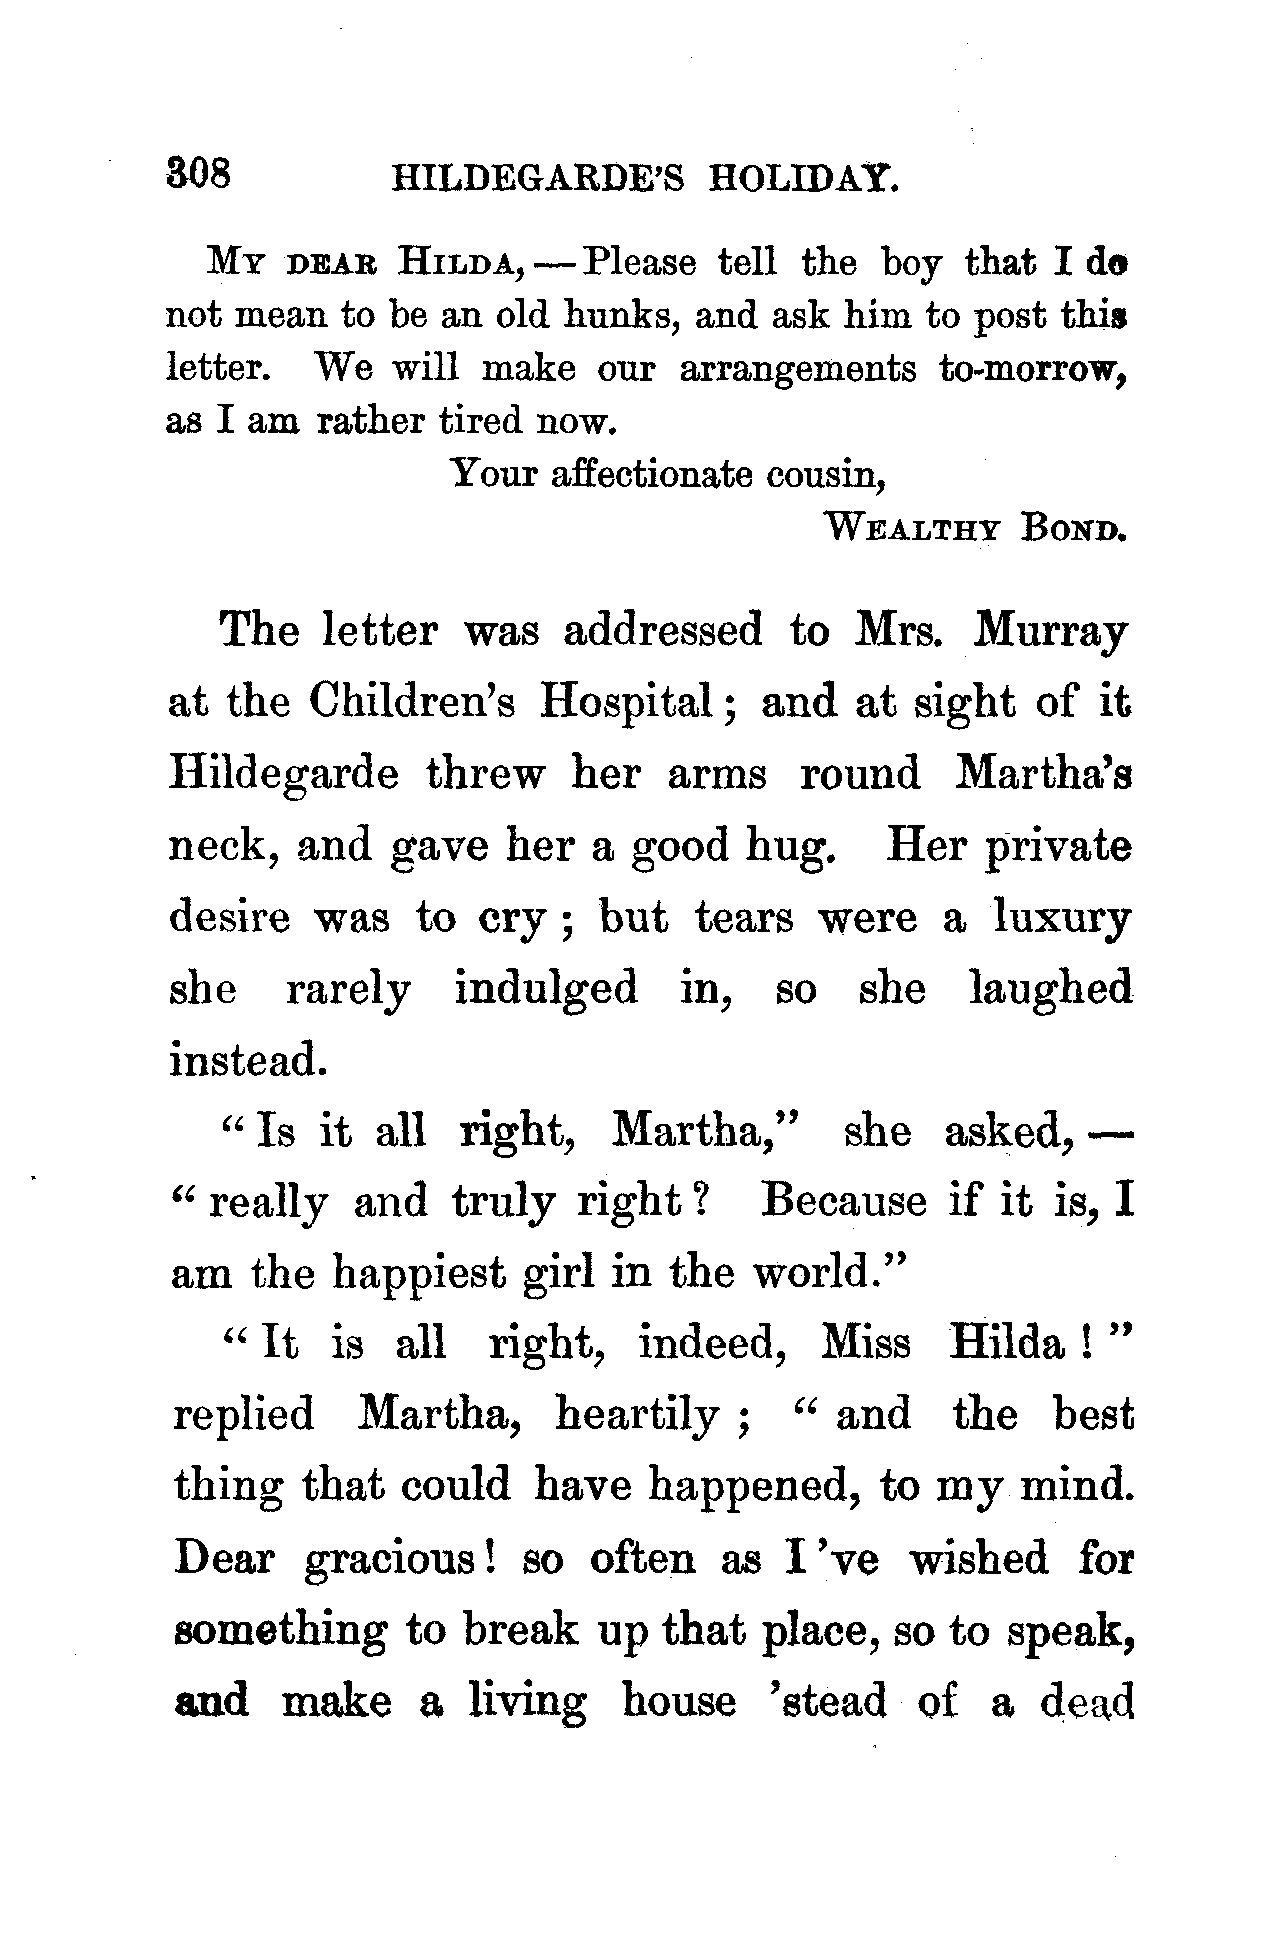 308 HILDEGARDE'S HOLIDAY.
MY DEAR HILDA, — Please tell the boy that I do
not mean to be an old hunks, and ask him to post this
letter. We will make our arrangements to-morrow,
as I am rather tired now.
Your affectionate cousin,
WEALTHY BOND.
The letter was addressed to Mrs. Murray
at the Children's Hospital; and at sight of it
Hildegarde threw her arms round Martha's
neck, and gave her a good hug. Her private
desire was to cry; but tears were a luxury
she rarely indulged in, so she laughed
instead.
"Is it all right, Martha," she asked, —
"really and truly right? Because if it is, I
am the happiest girl in the world."
"It is all right, indeed, Miss Hilda!"
replied Martha, heartily; "and the best
thing that could have happened, to my mind.
Dear gracious! so often as I 've wished for
something to break up that place, so to speak,
and make a living house 'stead of a dead